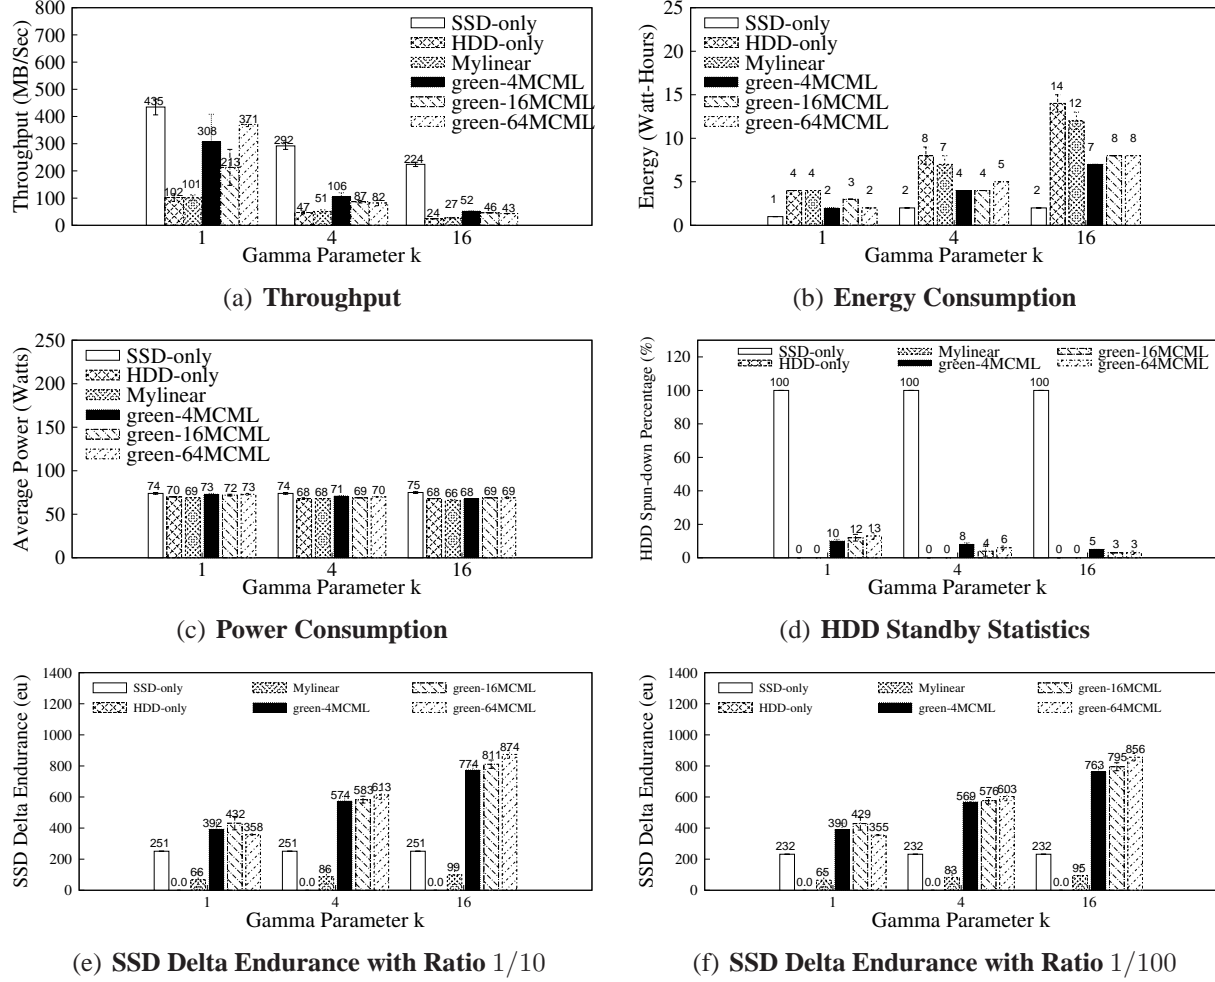 800
700
600
500
400
300
200
100
0
Throughput (MB/Sec)
SSD-only
HDD-only
Mylinear
green-4MCML
green-16MCML
green-64MCML
435 102 101 308 213 371
292 47 51 106 87 82
224 24 27 52 46 43
1 4 16
Gamma Parameter k
(a) Throughput
25
20
15
10
5
0
Energy (Watt-Hours)
SSD-only
HDD-only
Mylinear
green-4MCML
green-16MCML
green-64MCML
1 4 4 2 3 2
2 8 7 4 4 5
2 14 12 7 8 8
1 4 16
Gamma Parameter k
(b) Energy Consumption
250
200
150
100
50
0
Average Power (Watts)
SSD-only
HDD-only
Mylinear
green-4MCML
green-16MCML
green-64MCML
74 70 69 73 72 73
74 68 68 71 69 70
75 68 66 68 69 69
1 4 16
Gamma Parameter k
(c) Power Consumption
120
100
80
60
40
20
0
HDD Spun-down Percentage (%)
SSD-only Mylinear green-16MCML
HDD-only green-4MCML green-64MCML
100 0 0 10 12 13
100 0 0 8 4 6
100 0 0 5 3 3
1 4 16
Gamma Parameter k
(d) HDD Standby Statistics
1400
1200
1000
800
600
400
200
0
SSD Delta Endurance (eu)
SSD-only Mylinear green-16MCML
HDD-only green-4MCML green-64MCML
251 0.0 66 392 432 358
251 0.0 86 574 583 613
251 0.0 99 774 811 874
1 4 16
Gamma Parameter k
(e) SSD Delta Endurance with Ratio 1/10
1400
1200
1000
800
600
400
200
0
SSD Delta Endurance (eu)
SSD-only Mylinear green-16MCML
HDD-only green-4MCML green-64MCML
232 0.0 65 390 429 355
232 0.0 83 569 576 603
232 0.0 95 763 795 856
1 4 16
Gamma Parameter k
(f) SSD Delta Endurance with Ratio 1/100